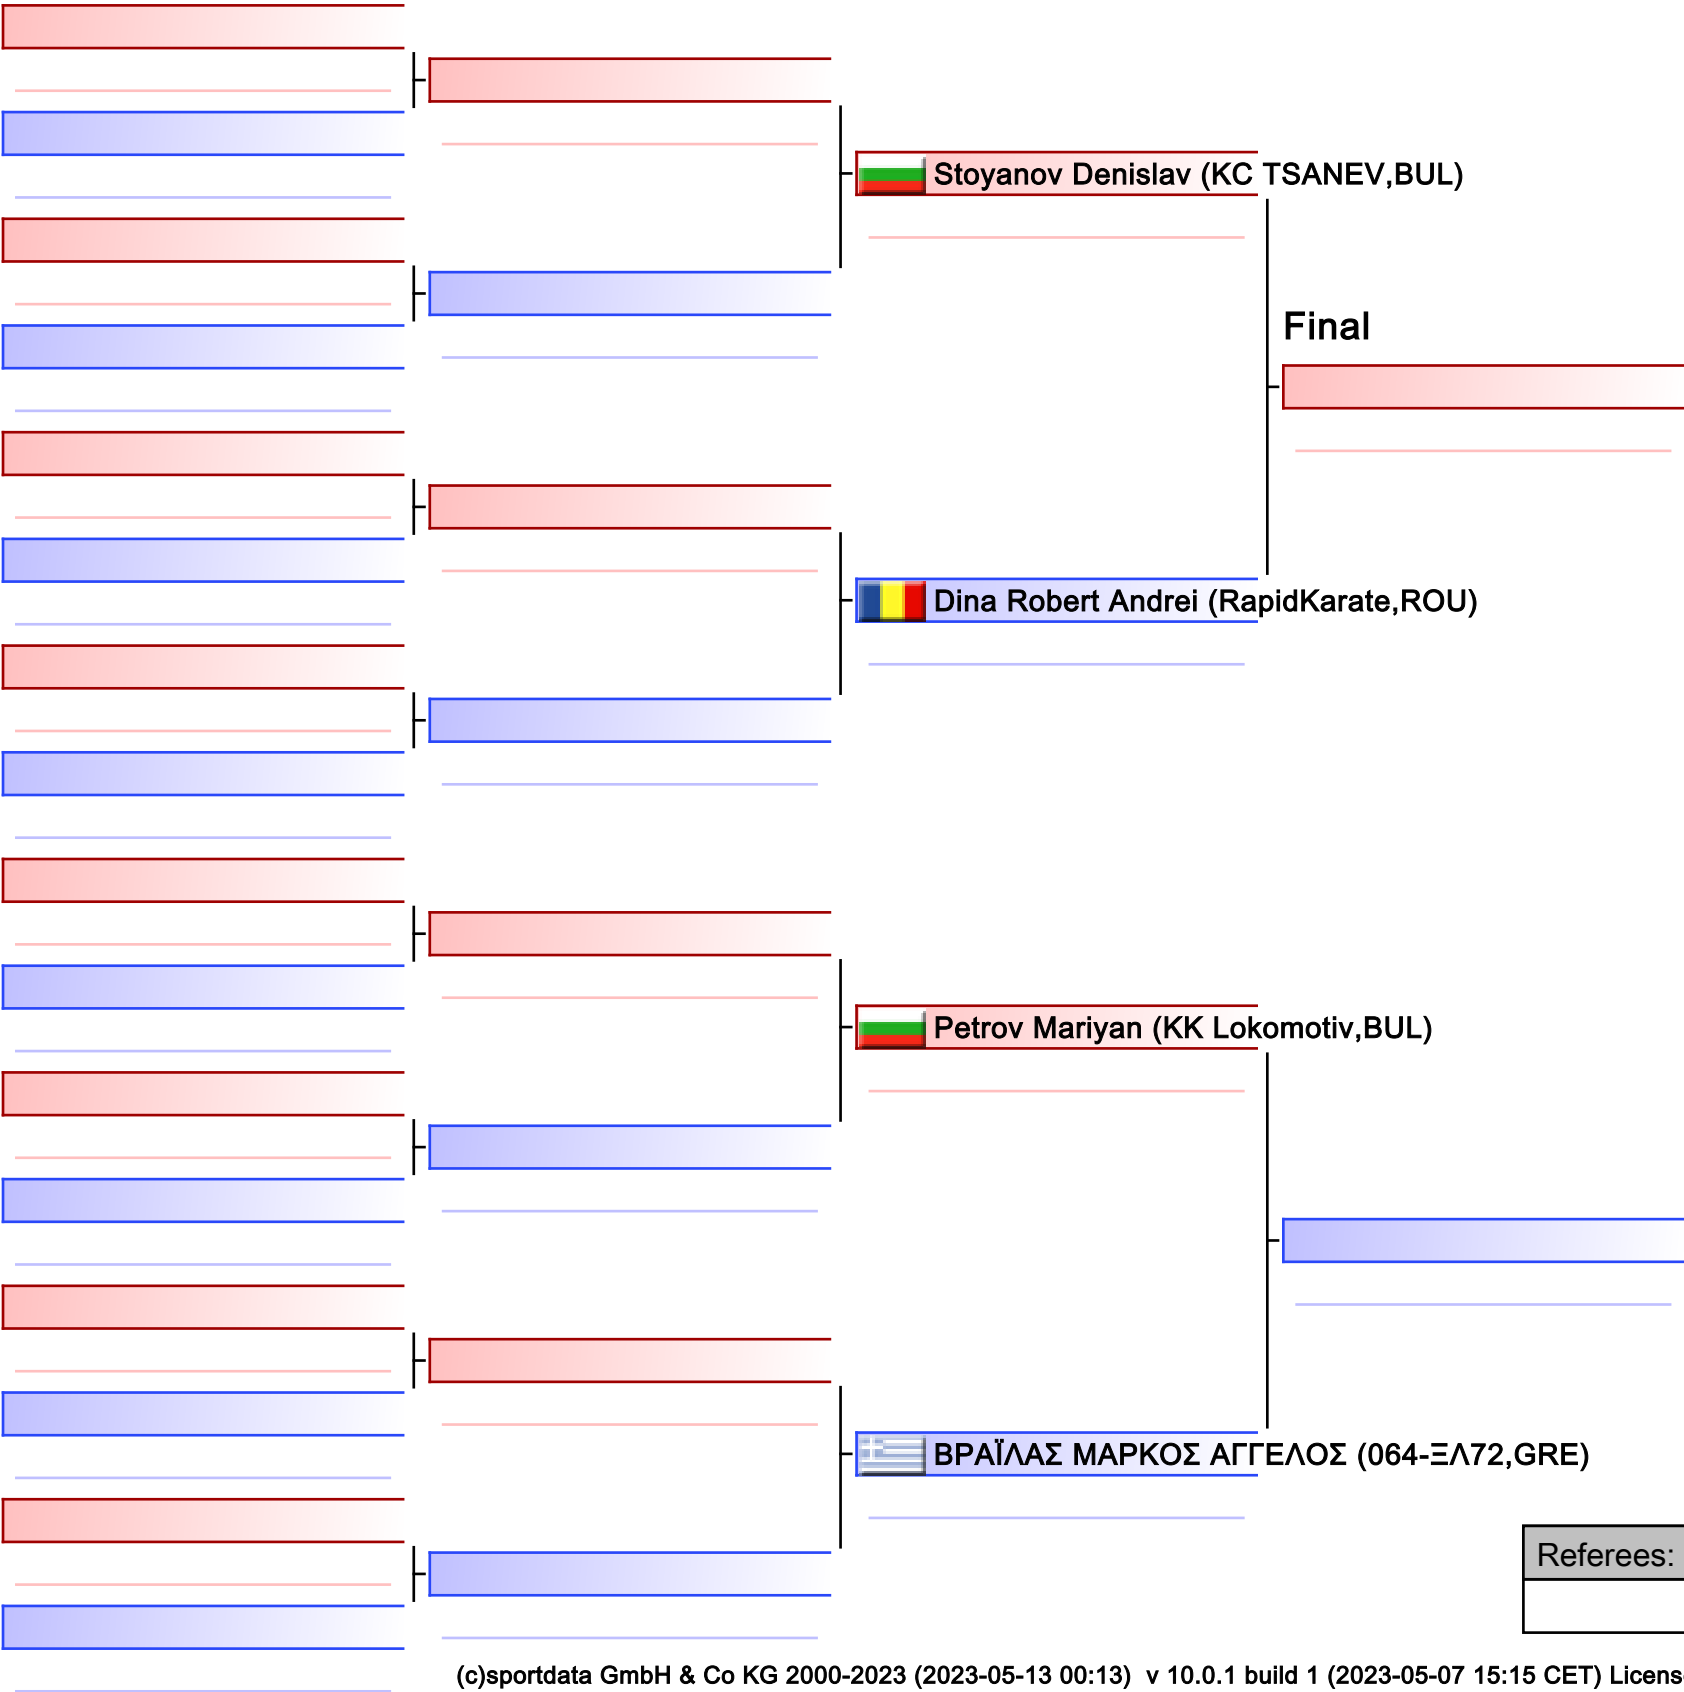 Stoyanov Denislav (KC TSANEV,BUL)
Final
Dina Robert Andrei (RapidKarate,ROU)
Petrov Mariyan (KK Lokomotiv,BUL)
ΒΡΑΪΛΑΣ ΜΑΡΚΟΣ ΑΓΓΕΛΟΣ (064-ΞΛ72,GRE)
Referees:
(c)sportdata GmbH & Co KG 2000-2023 (2023-05-13 00:13) v 10.0.1 build 1 (2023-05-07 15:15 CET)